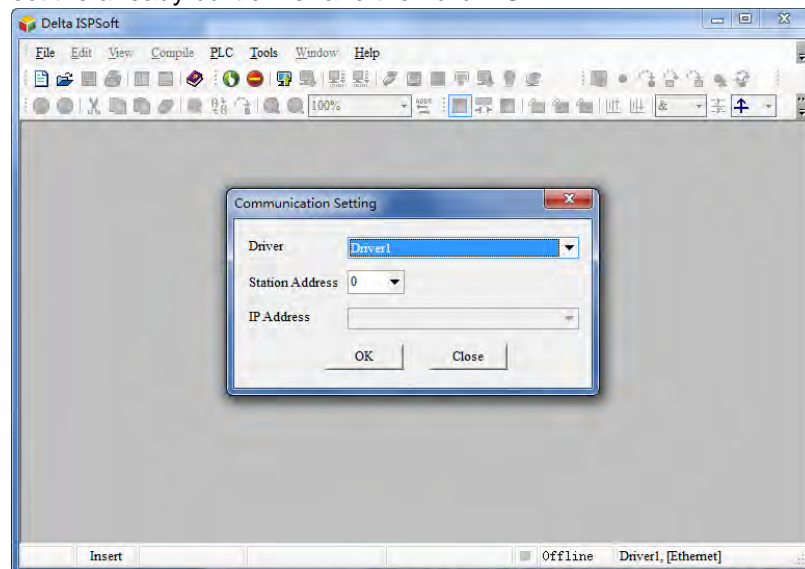 Delta ISPSoft
File Edit View Compile PLC Tools Window Help
100%
&
Communication Setting
Driver Driver1
Station Address 0
IP Address
OK Close
Insert Offline Driver1, [Ethernet]